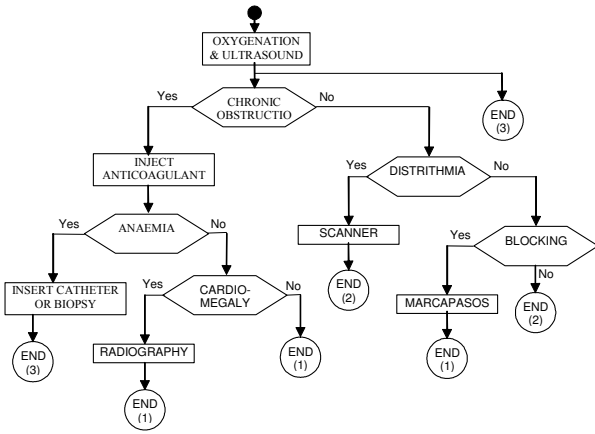 OXYGENATION
& ULTRASOUND
Yes
CHRONIC
OBSTRUCTIO
No
END
(3)
INJECT
ANTICOAGULANT
Yes
DISTRITHMIA
No
Yes
ANAEMIA
No
SCANNER
Yes
BLOCKING
No
INSERT CATHETER
OR BIOPSY
Yes
CARDIO-
MEGALY
No
END
(2)
MARCAPASOS
END
(2)
END
(3)
RADIOGRAPHY
END
(1)
END
(1)
END
(1)